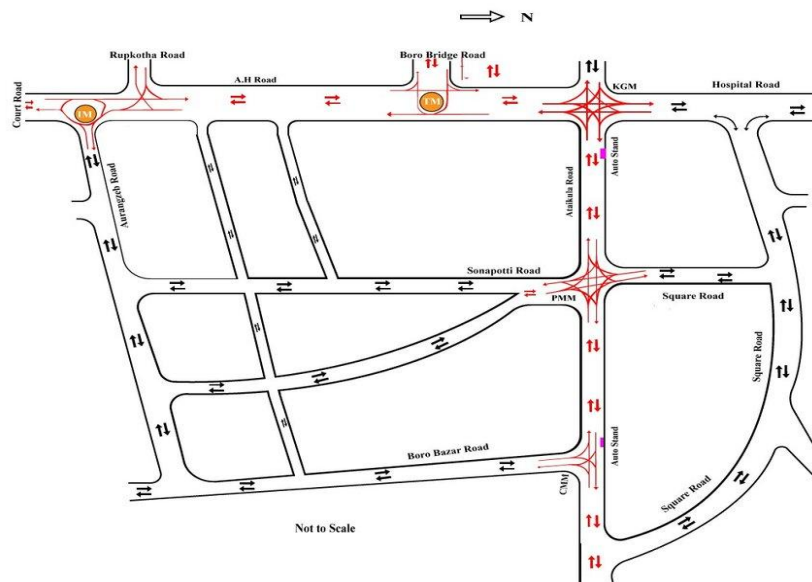 N
Rupkotha Road
Boro Bridge Road
A.H Road
KGM
Hospital Road
Court Road
TM
TM
Auto Stand
Ataikula Road
Aurangzeb Road
Sonapotti Road
PMM
Square Road
Square Road
Boro Bazar Road
Auto Stand
CMM
Square Road
Not to Scale